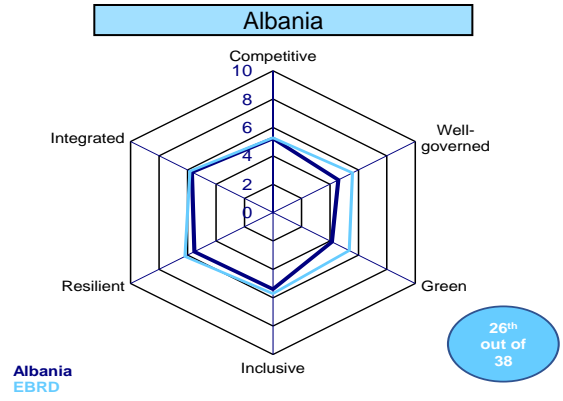 Albania
Competitive
10
8
6
4
2
0
Well-
governed
Green
Inclusive
Resilient
Integrated
26th
out of
38
Albania
EBRD